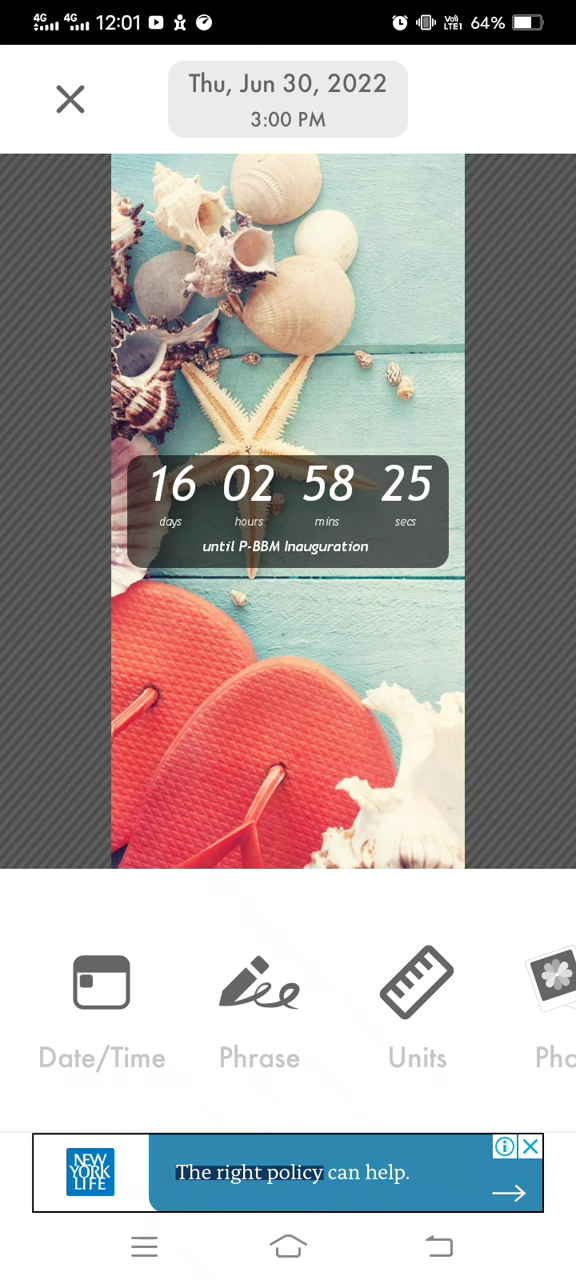 4G 4G 12:01 VoLTE1 64%
Thu, Jun 30, 2022
3:00 PM
16 02 58 25
days hours mins secs
until P-BBM Inauguration
Date/Time Phrase Units Pho
NEW
YORK
LIFE
The right policy can help.